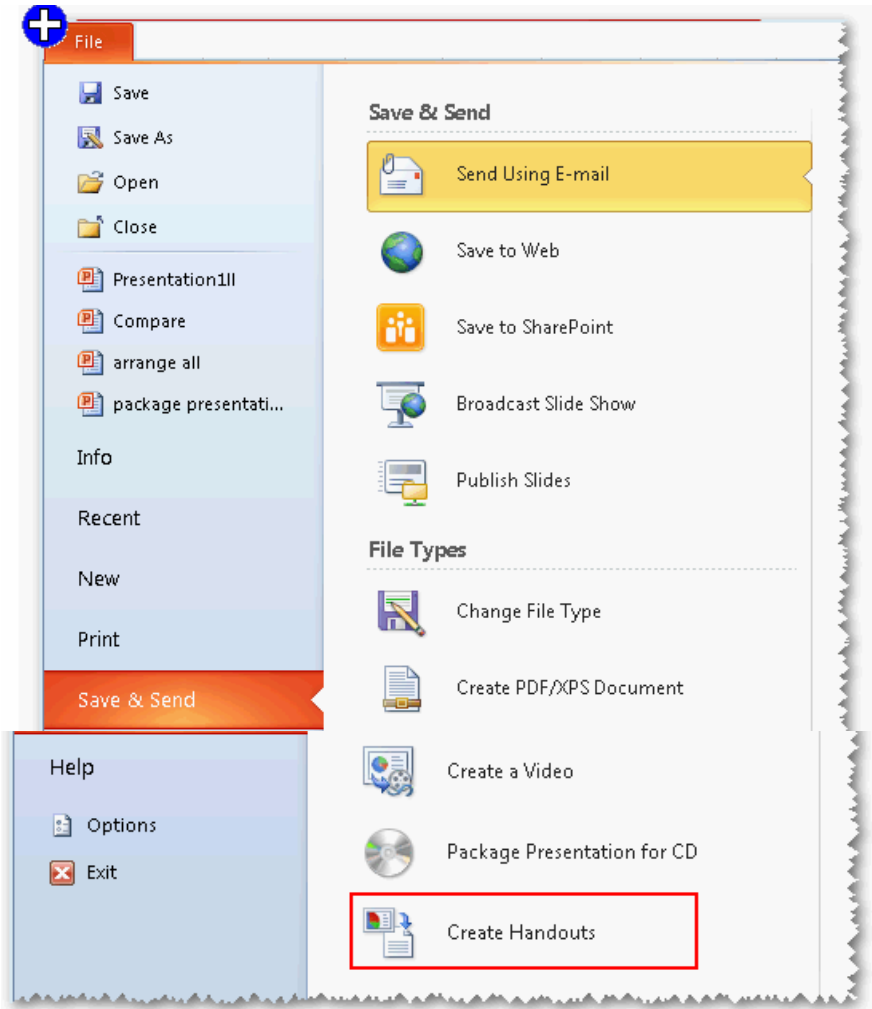 File
Save
Save As
Open
Close
Presentation1ll
Compare
arrange all
package presentati...
Info
Recent
New
Print
Save & Send
Help
Options
Exit
Save & Send
Send Using E-mail
Save to Web
Save to SharePoint
Broadcast Slide Show
Publish Slides
File Types
Change File Type
Create PDF/XPS Document
Create a Video
Package Presentation for CD
Create Handouts